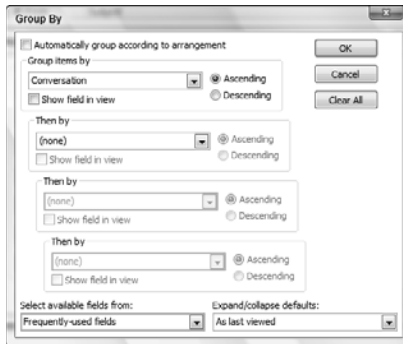 Group By
Automatically group according to arrangement
OK
Group items by
Conversation
Ascending
Cancel
Show field in view
Descending
Clear All
Then by
(none)
Ascending
Show field in view
Descending
Then by
(none)
Ascending
Show field in view
Descending
Then by
(none)
Ascending
Show field in view
Descending
Select available fields from:
Expand/collapse defaults:
Frequently-used fields
As last viewed